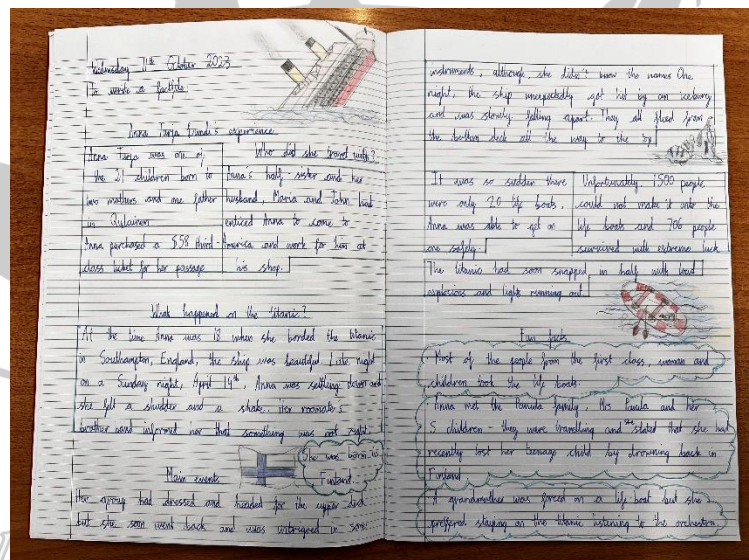 Wednesday 11th October 2023
To write a factfile
Anna Turja Lundi's experience
Anna Turja was one of
the 21 children born to
two mothers and one father
in Oulainen
Anna purchased a $58 third-
class ticket for her passage
Who did she travel with?
Anna's half sister and her
husband, Maria and John had
enticed Anna to come to
America and work for him at
his shop.
What happened on the titanic?
At the time Anna was 18 when she borded the titanic
in Southampton, England, the ship was beautiful. Late night
on a Sunday night, April 14th, Anna was settling down and
she felt a shudder and a shake. Her roomate's
brother and informed her that something was not right.
She was born in
Finland.
Main events
Her group had dressed and headed for the upper deck
but she soon went back and was intregued in some
instruments, although, she didn't know the names One
night, the ship unexpectedly got hit by an iceburg
and was slowly falling apart. They all flead from
the bottom deck all the way to the top
It was so sudden there
were only 20 life boats,
Anna was able to get on
one safely.
Unfortunately, 1500 people
could not make it onto the
life boats and 706 people
survived with extreme luck
The titanic had soon snapped in half with loud
explosions and lights running out.
Fun facts
Most of the people from the first class, woman and
children took the life boats.
Anna met the Panula family, Mrs Panula and her
5 children they were travelling and stated that she had
recently lost her teenage child by drowning back in
Finland
A grandmother was forced on a life boat but she
preffered staying on the titanic listening to the orchestra.